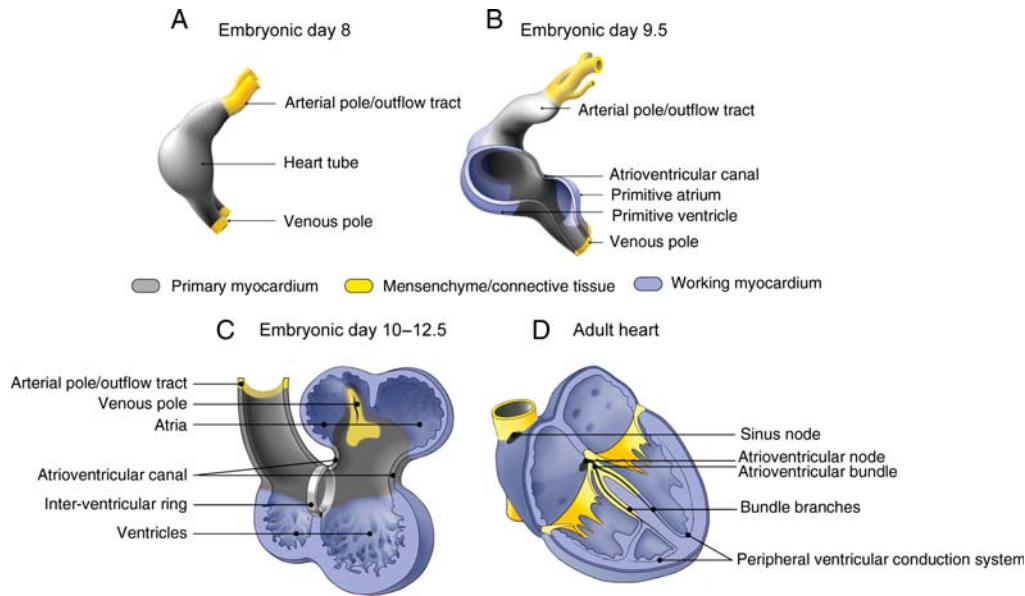 A Embryonic day 8
Arterial pole/outflow tract
Heart tube
Venous pole
B Embryonic day 9.5
Arterial pole/outflow tract
Atrioventricular canal
Primitive atrium
Primitive ventricle
Venous pole
Primary myocardium
Mensenchyme/connective tissue
Working myocardium
C Embryonic day 10–12.5
Arterial pole/outflow tract
Venous pole
Atria
Atrioventricular canal
Inter-ventricular ring
Ventricles
D Adult heart
Sinus node
Atrioventricular node
Atrioventricular bundle
Bundle branches
Peripheral ventricular conduction system